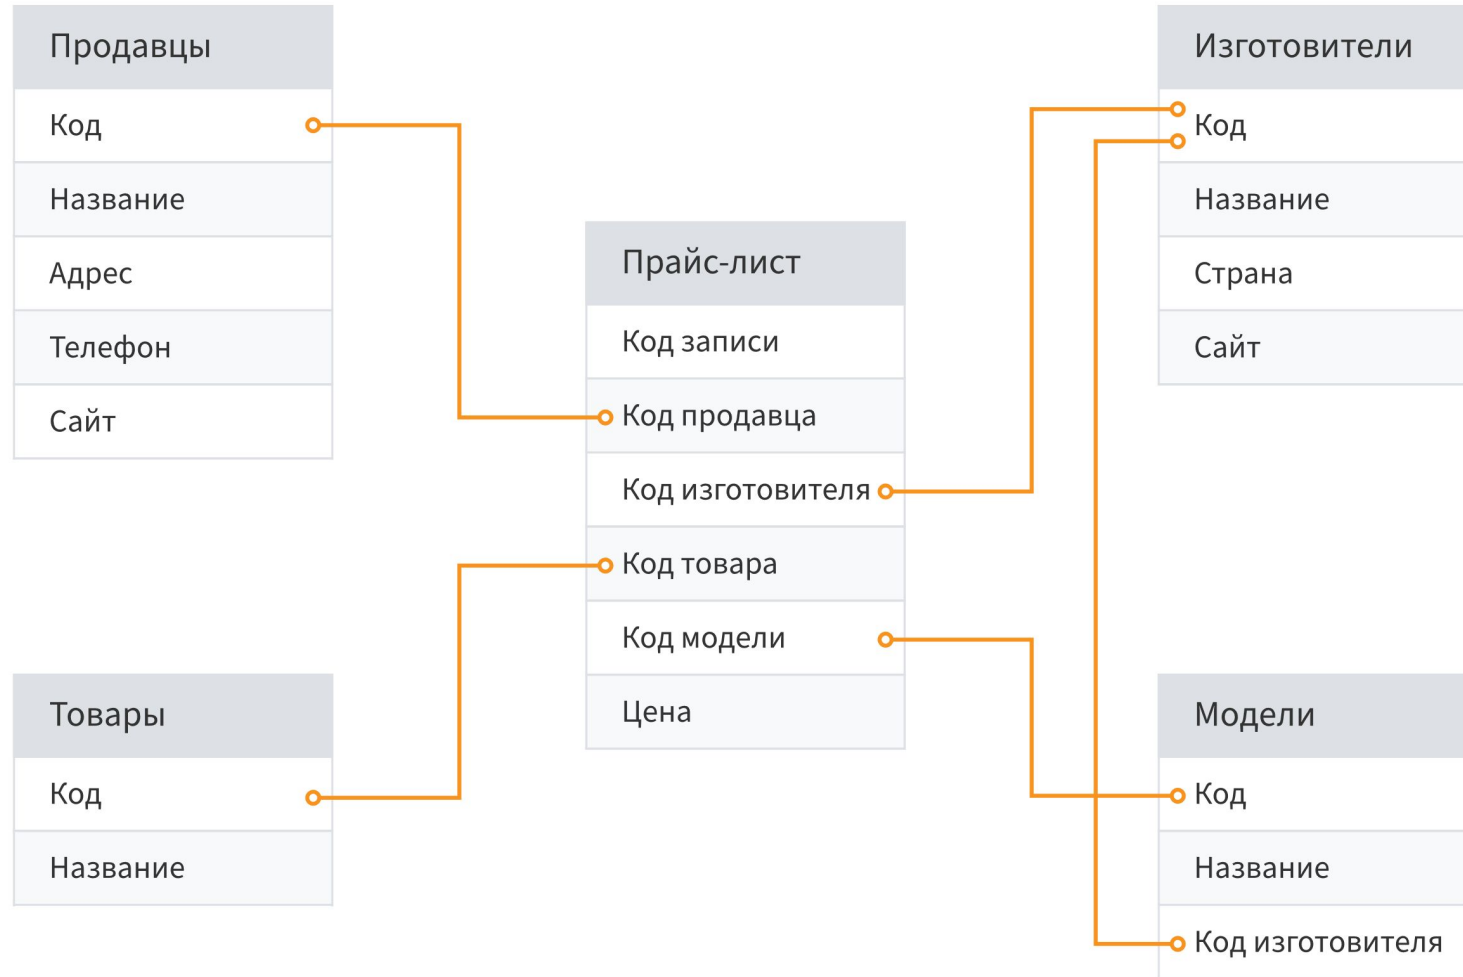 Продавцы
Код
Название
Адрес
Телефон
Сайт
Товары
Код
Название
Прайс-лист
Код записи
Код продавца
Код изготовителя
Код товара
Код модели
Цена
Изготовители
Код
Название
Страна
Сайт
Модели
Код
Название
Код изготовителя